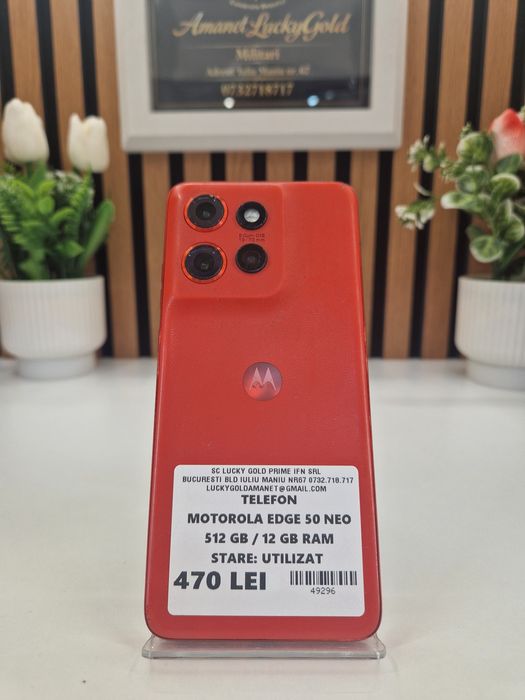 Amanet LuckyGold
Militari
0732718717
SC LUCKY GOLD PRIME IFN SRL
BUCURESTI BLD IULIU MANIU NR67 0732.718.717
LUCKYGOLDAMANET@GMAIL.COM
TELEFON
MOTOROLA EDGE 50 NEO
512 GB / 12 GB RAM
STARE: UTILIZAT
470 LEI
49296